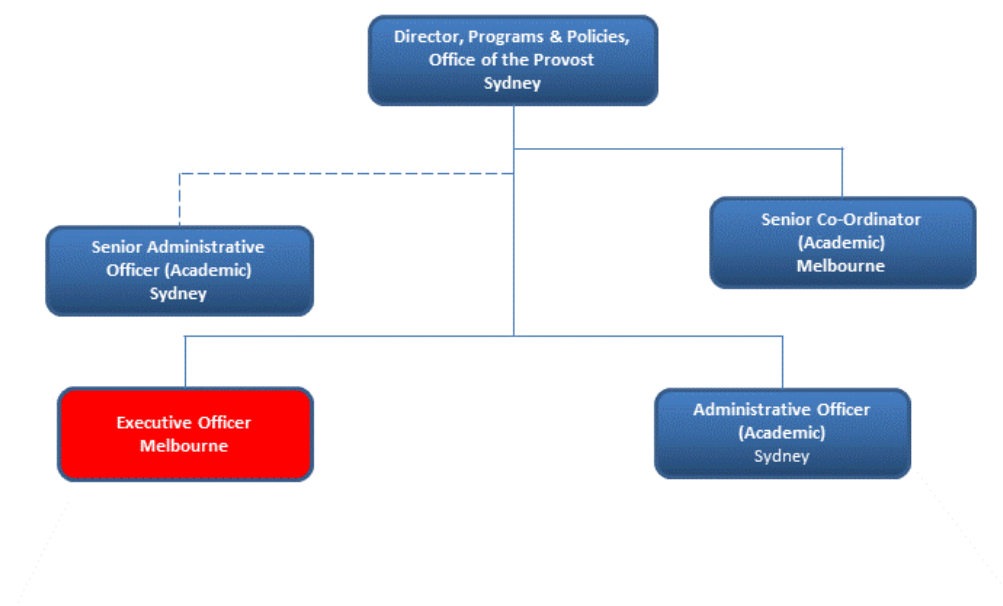 Director, Programs & Policies,
Office of the Provost
Sydney
Senior Co-Ordinator
(Academic)
Melbourne
Senior Administrative
Officer (Academic)
Sydney
Executive Officer
Melbourne
Administrative Officer
(Academic)
Sydney